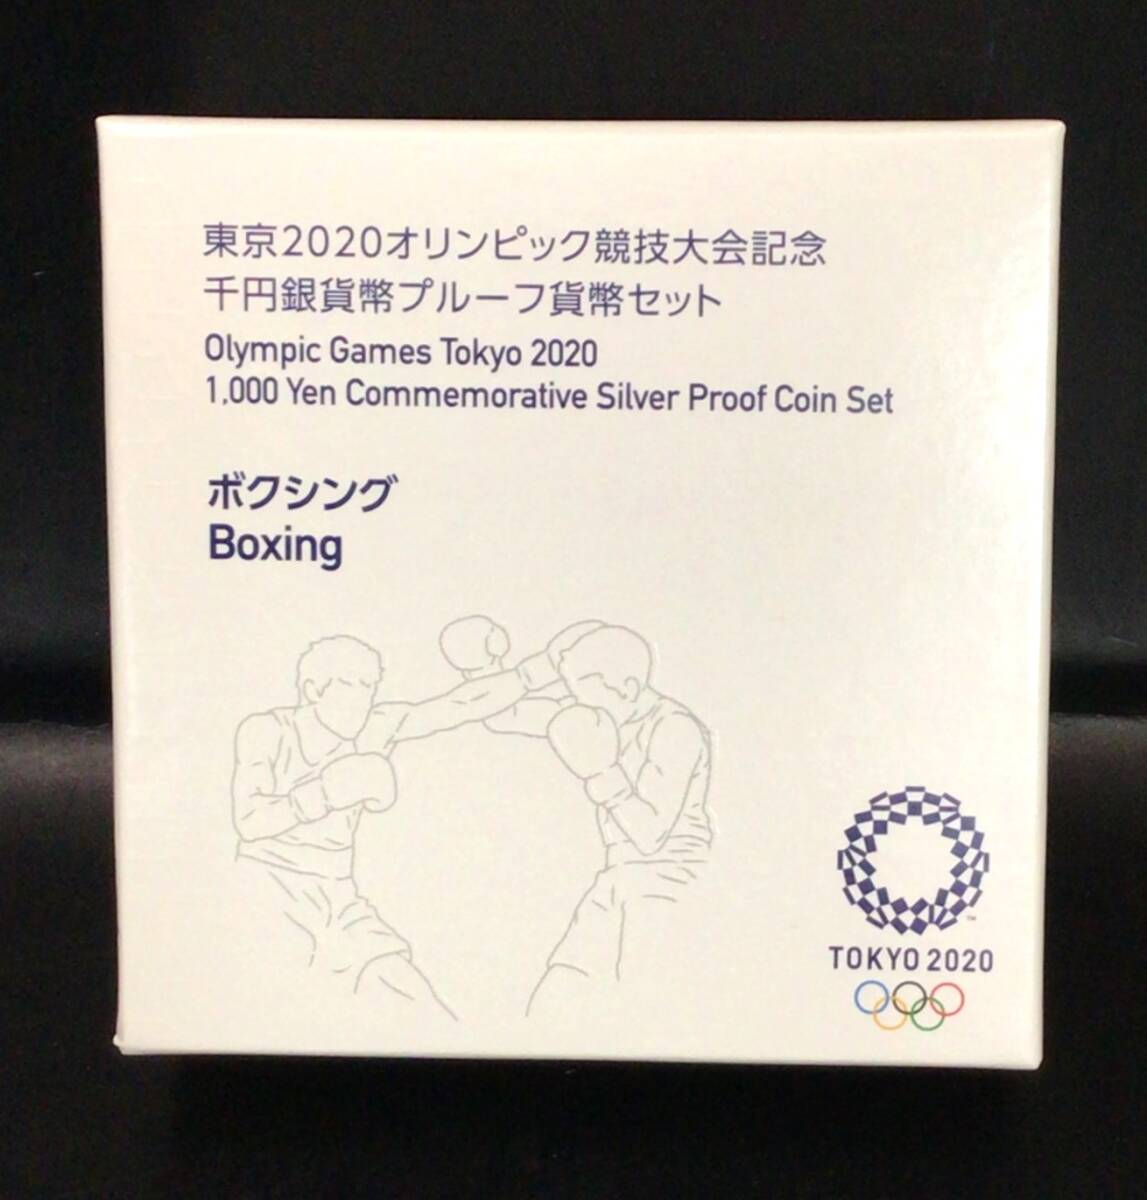 東京2020オリンピック競技大会記念
千円銀貨幣プルーフ貨幣セット
Olympic Games Tokyo 2020
1,000 Yen Commemorative Silver Proof Coin Set
ボクシング
Boxing
TM
TOKYO 2020